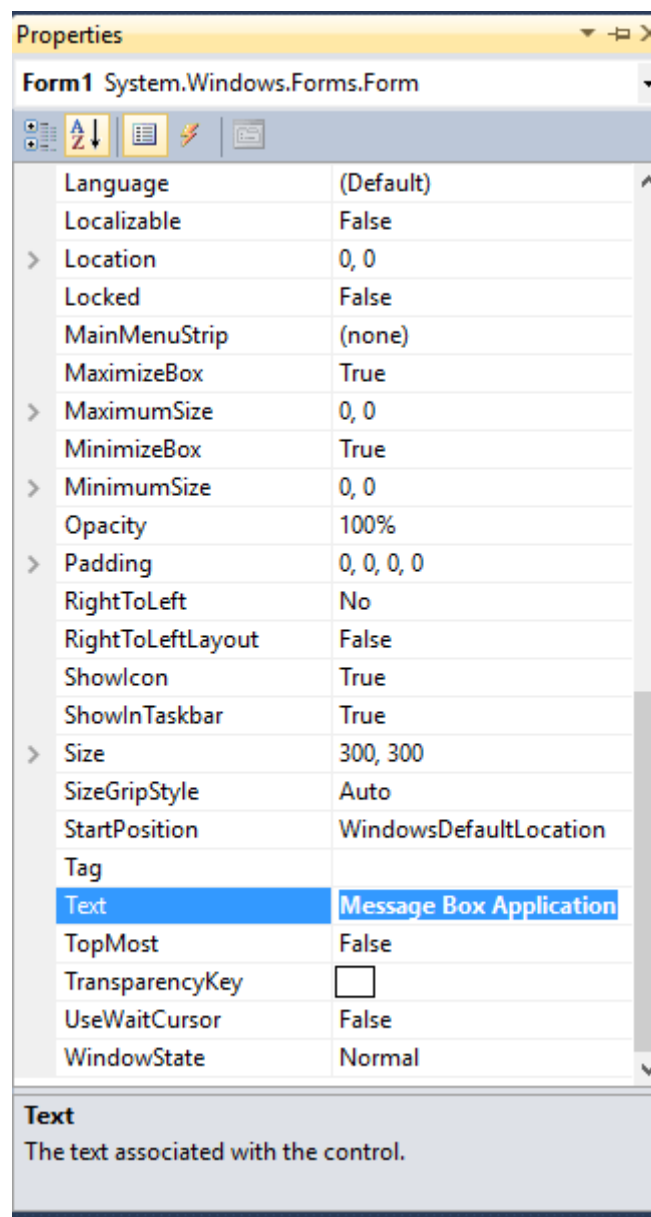 Properties
Form1 System.Windows.Forms.Form
A
Z
Language (Default)
Localizable False
Location 0, 0
Locked False
MainMenuStrip (none)
MaximizeBox True
MaximumSize 0, 0
MinimizeBox True
MinimumSize 0, 0
Opacity 100%
Padding 0, 0, 0, 0
RightToLeft No
RightToLeftLayout False
ShowIcon True
ShowInTaskbar True
Size 300, 300
SizeGripStyle Auto
StartPosition WindowsDefaultLocation
Tag
Text Message Box Application
TopMost False
TransparencyKey
UseWaitCursor False
WindowState Normal
Text
The text associated with the control.